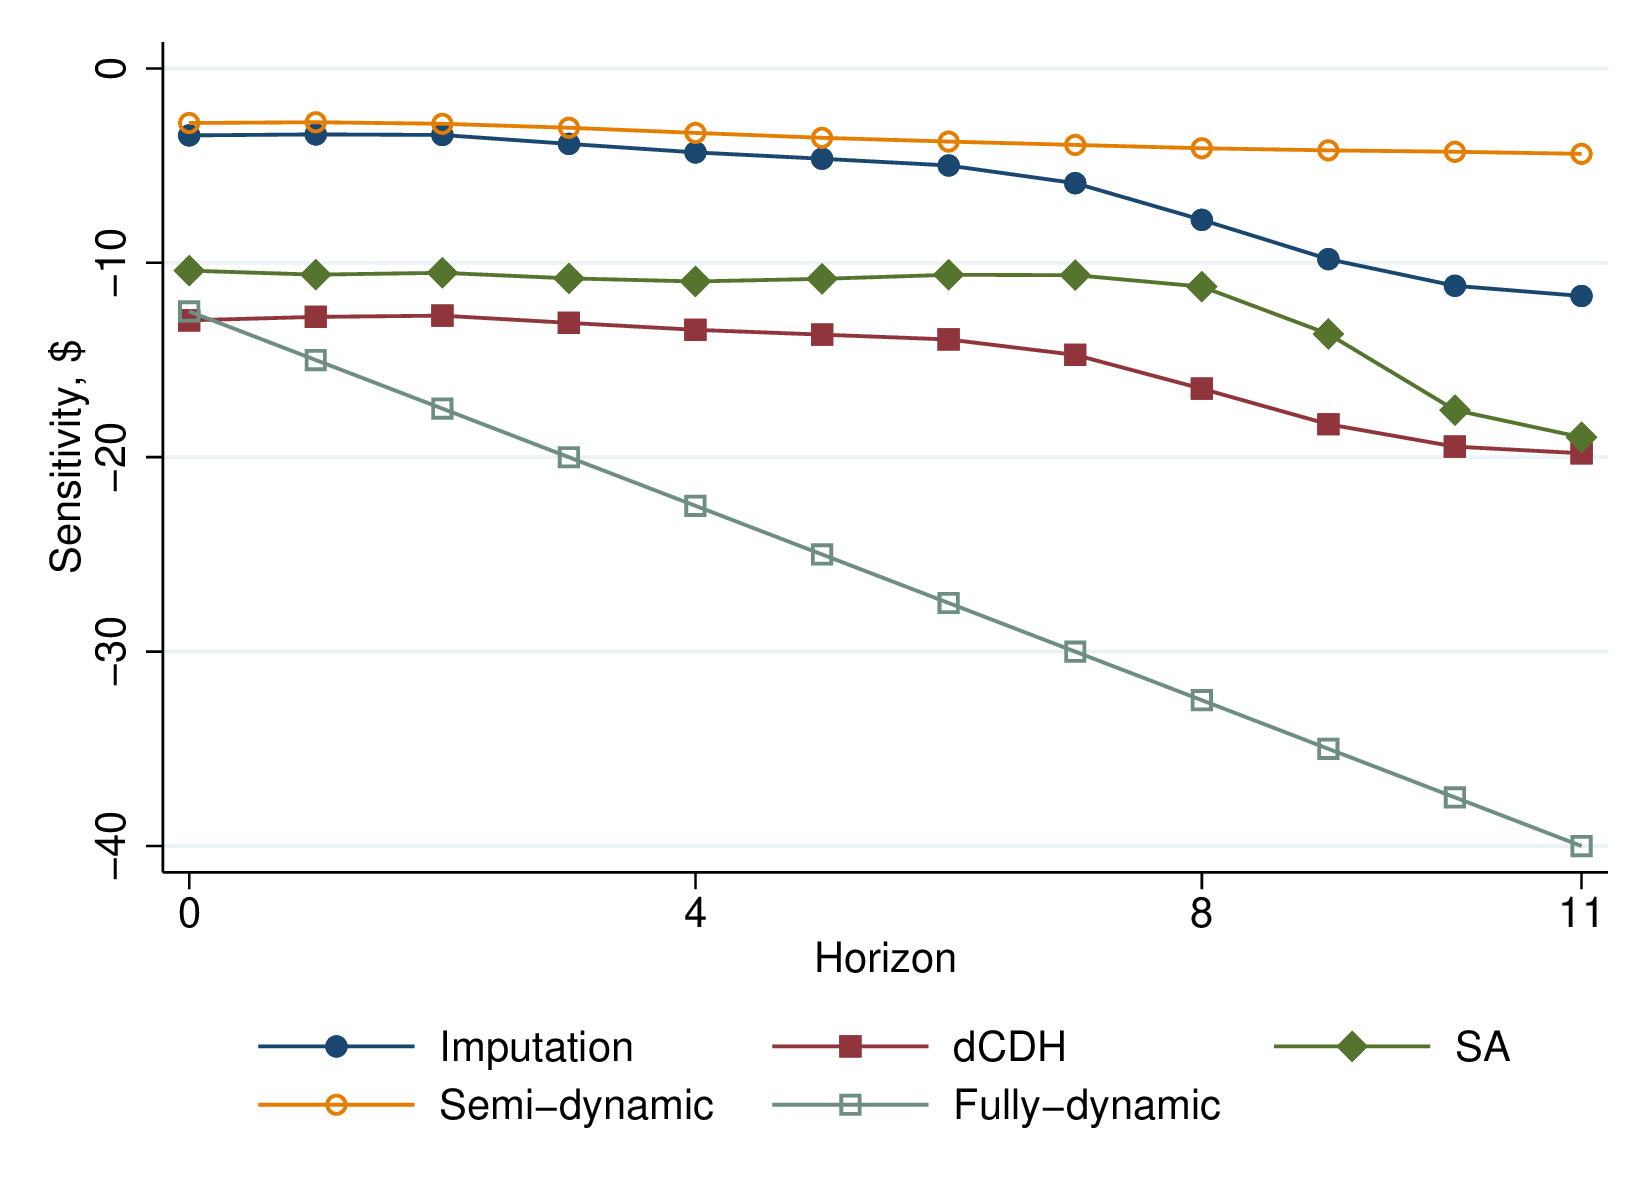 0
−10
−20
−30
−40
Sensitivity, $
0 4 8 11
Horizon
Imputation dCDH SA
Semi−dynamic Fully−dynamic